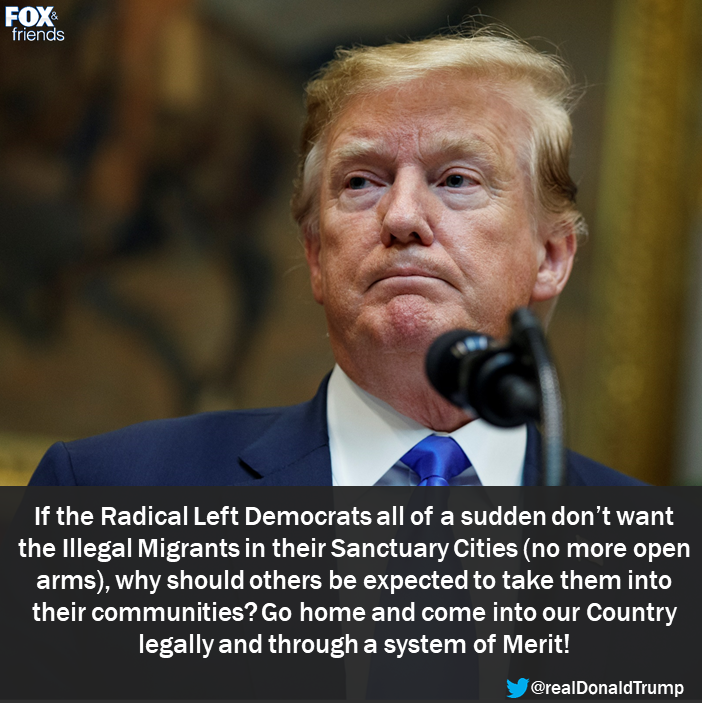 FOX&
friends
If the Radical Left Democrats all of a sudden don’t want
the Illegal Migrants in their Sanctuary Cities (no more open
arms), why should others be expected to take them into
their communities? Go home and come into our Country
legally and through a system of Merit!
@realDonaldTrump